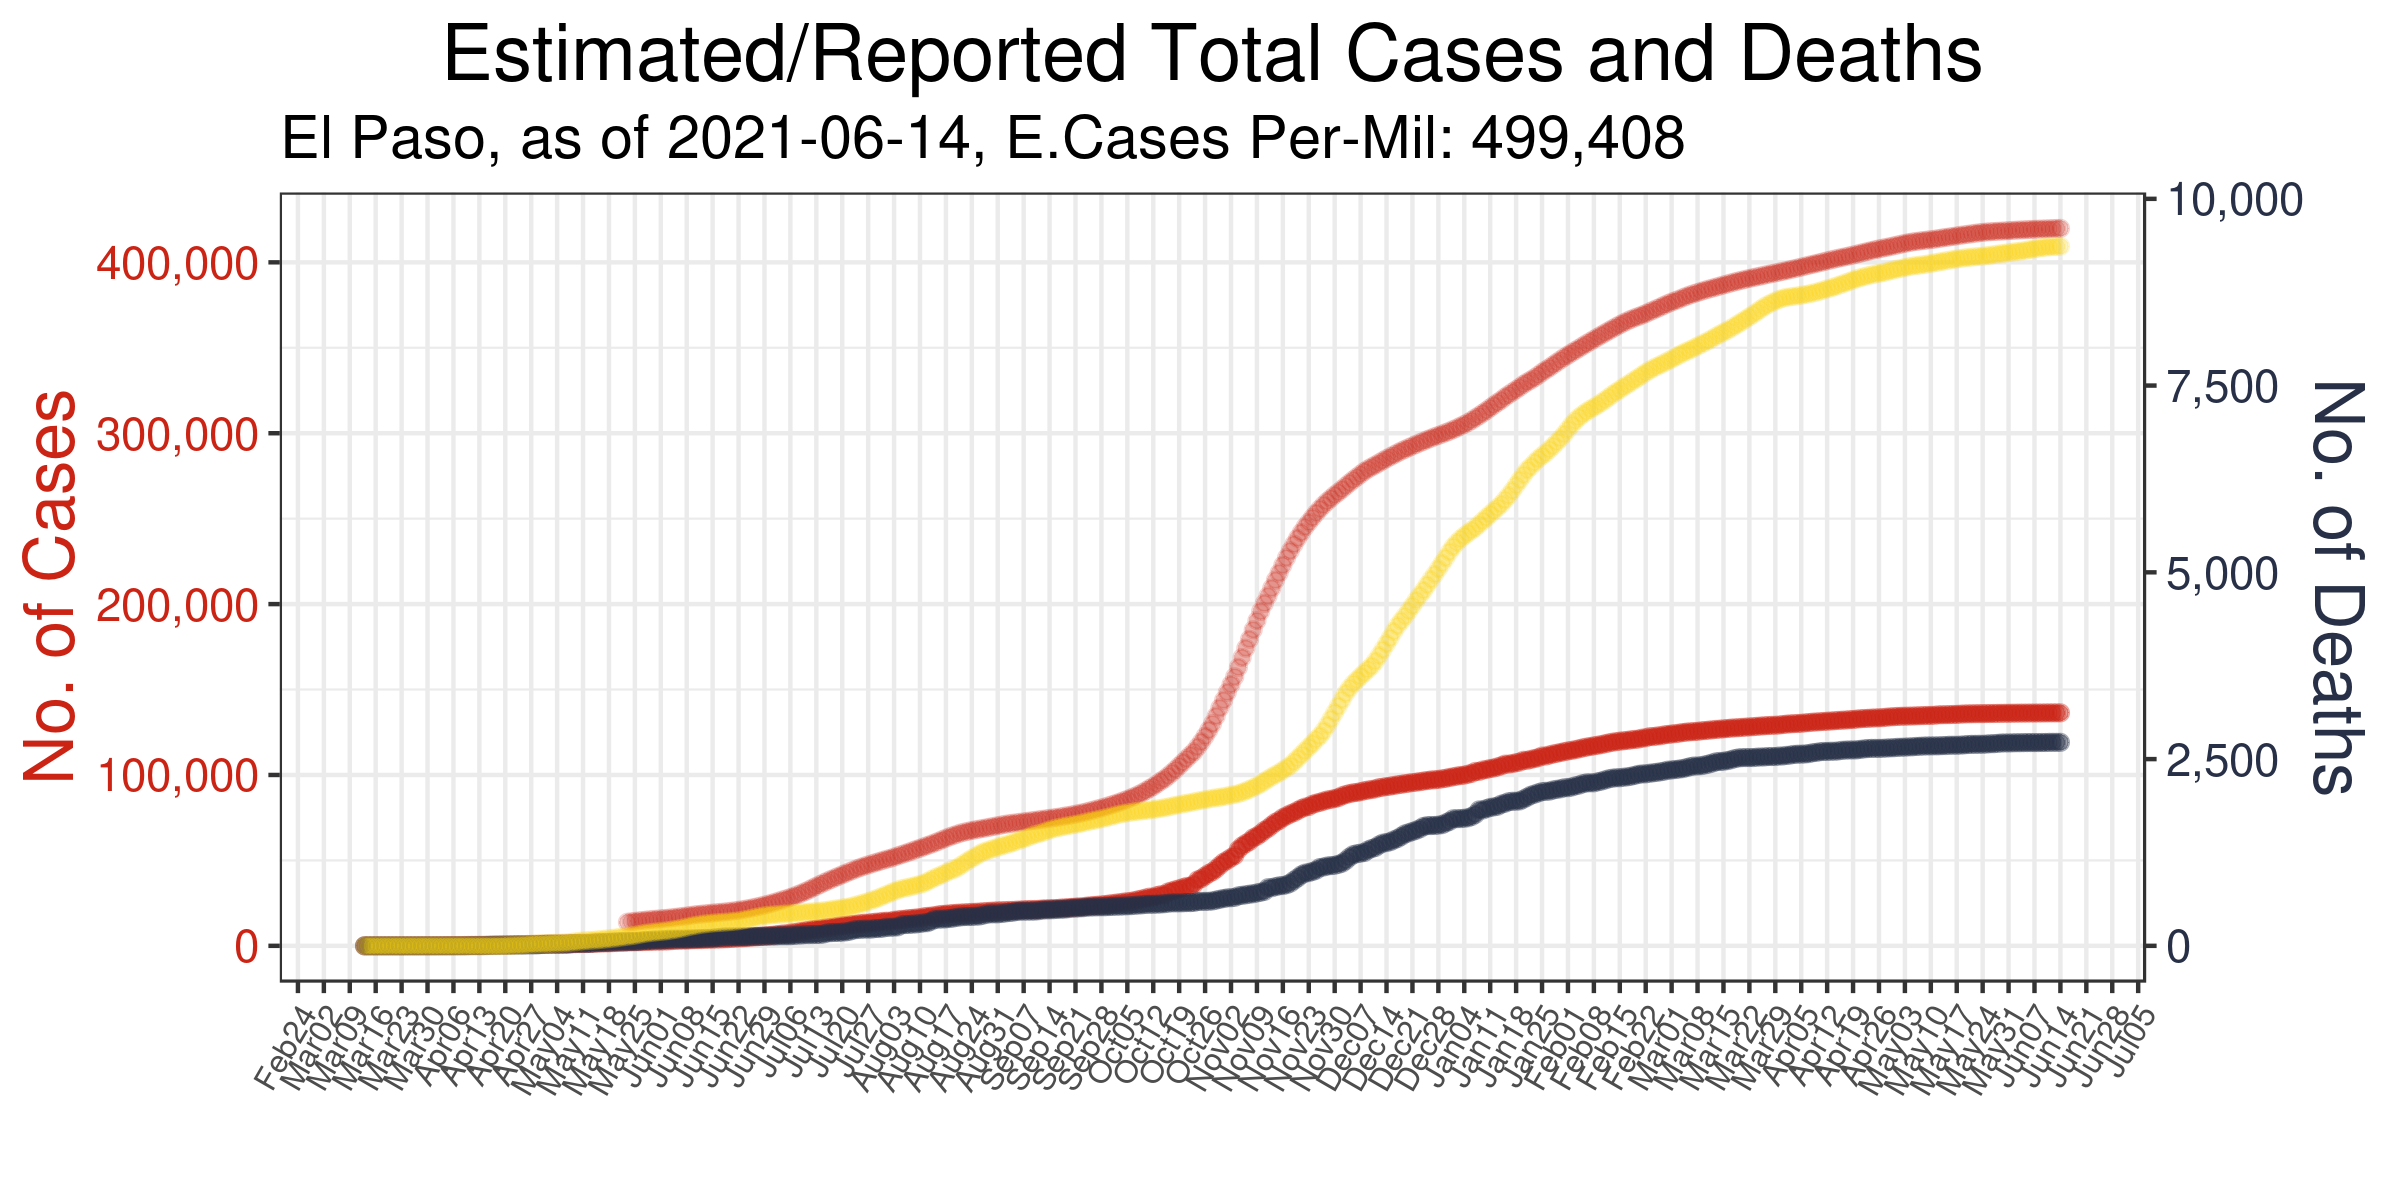 Estimated/Reported Total Cases and Deaths
El Paso, as of 2021-06-14, E.Cases Per-Mil: 499,408
No. of Cases
400,000
300,000
200,000
100,000
0
10,000
7,500
5,000
2,500
0
No. of Deaths
Feb24
Mar02
Mar09
Mar16
Mar23
Mar30
Apr06
Apr13
Apr20
Apr27
May04
May11
May18
May25
Jun01
Jun08
Jun15
Jun22
Jun29
Jul06
Jul13
Jul20
Jul27
Aug03
Aug10
Aug17
Aug24
Aug31
Sep07
Sep14
Sep21
Sep28
Oct05
Oct12
Oct19
Oct26
Nov02
Nov09
Nov16
Nov23
Nov30
Dec07
Dec14
Dec21
Dec28
Jan04
Jan11
Jan18
Jan25
Feb01
Feb08
Feb15
Feb22
Mar01
Mar08
Mar15
Mar22
Mar29
Apr05
Apr12
Apr19
Apr26
May03
May10
May17
May24
May31
Jun07
Jun14
Jun21
Jun28
Jul05